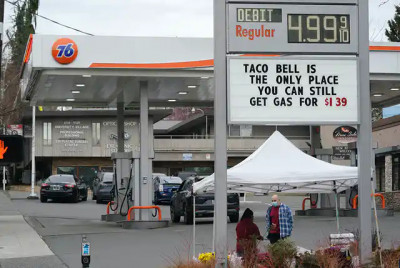 76
DEBIT
Regular
4.99 9/10
TACO BELL IS
THE ONLY PLACE
YOU CAN STILL
GET GAS FOR $1.39